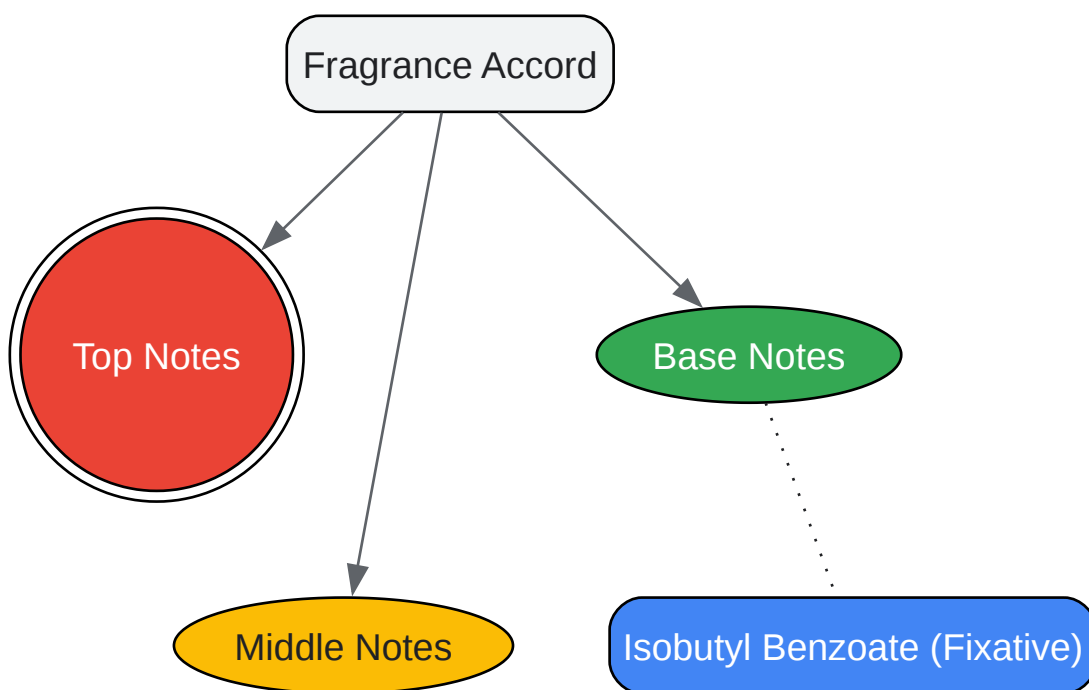 Fragrance Accord
Top Notes
Base Notes
Middle Notes
Isobutyl Benzoate (Fixative)